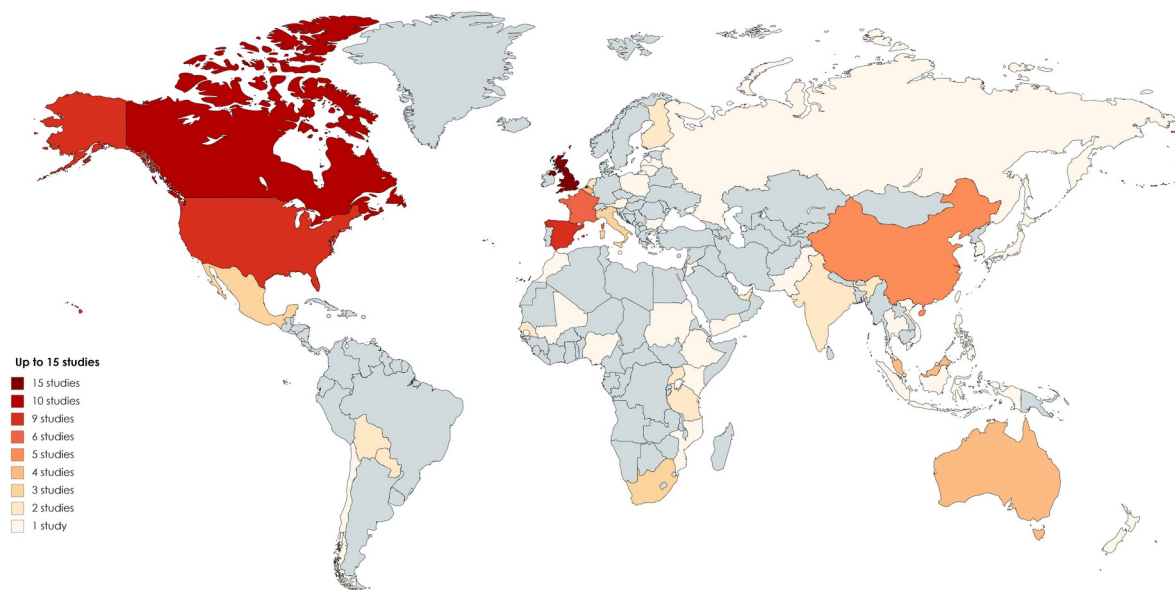 Up to 15 studies
15 studies
10 studies
9 studies
6 studies
5 studies
4 studies
3 studies
2 studies
1 study